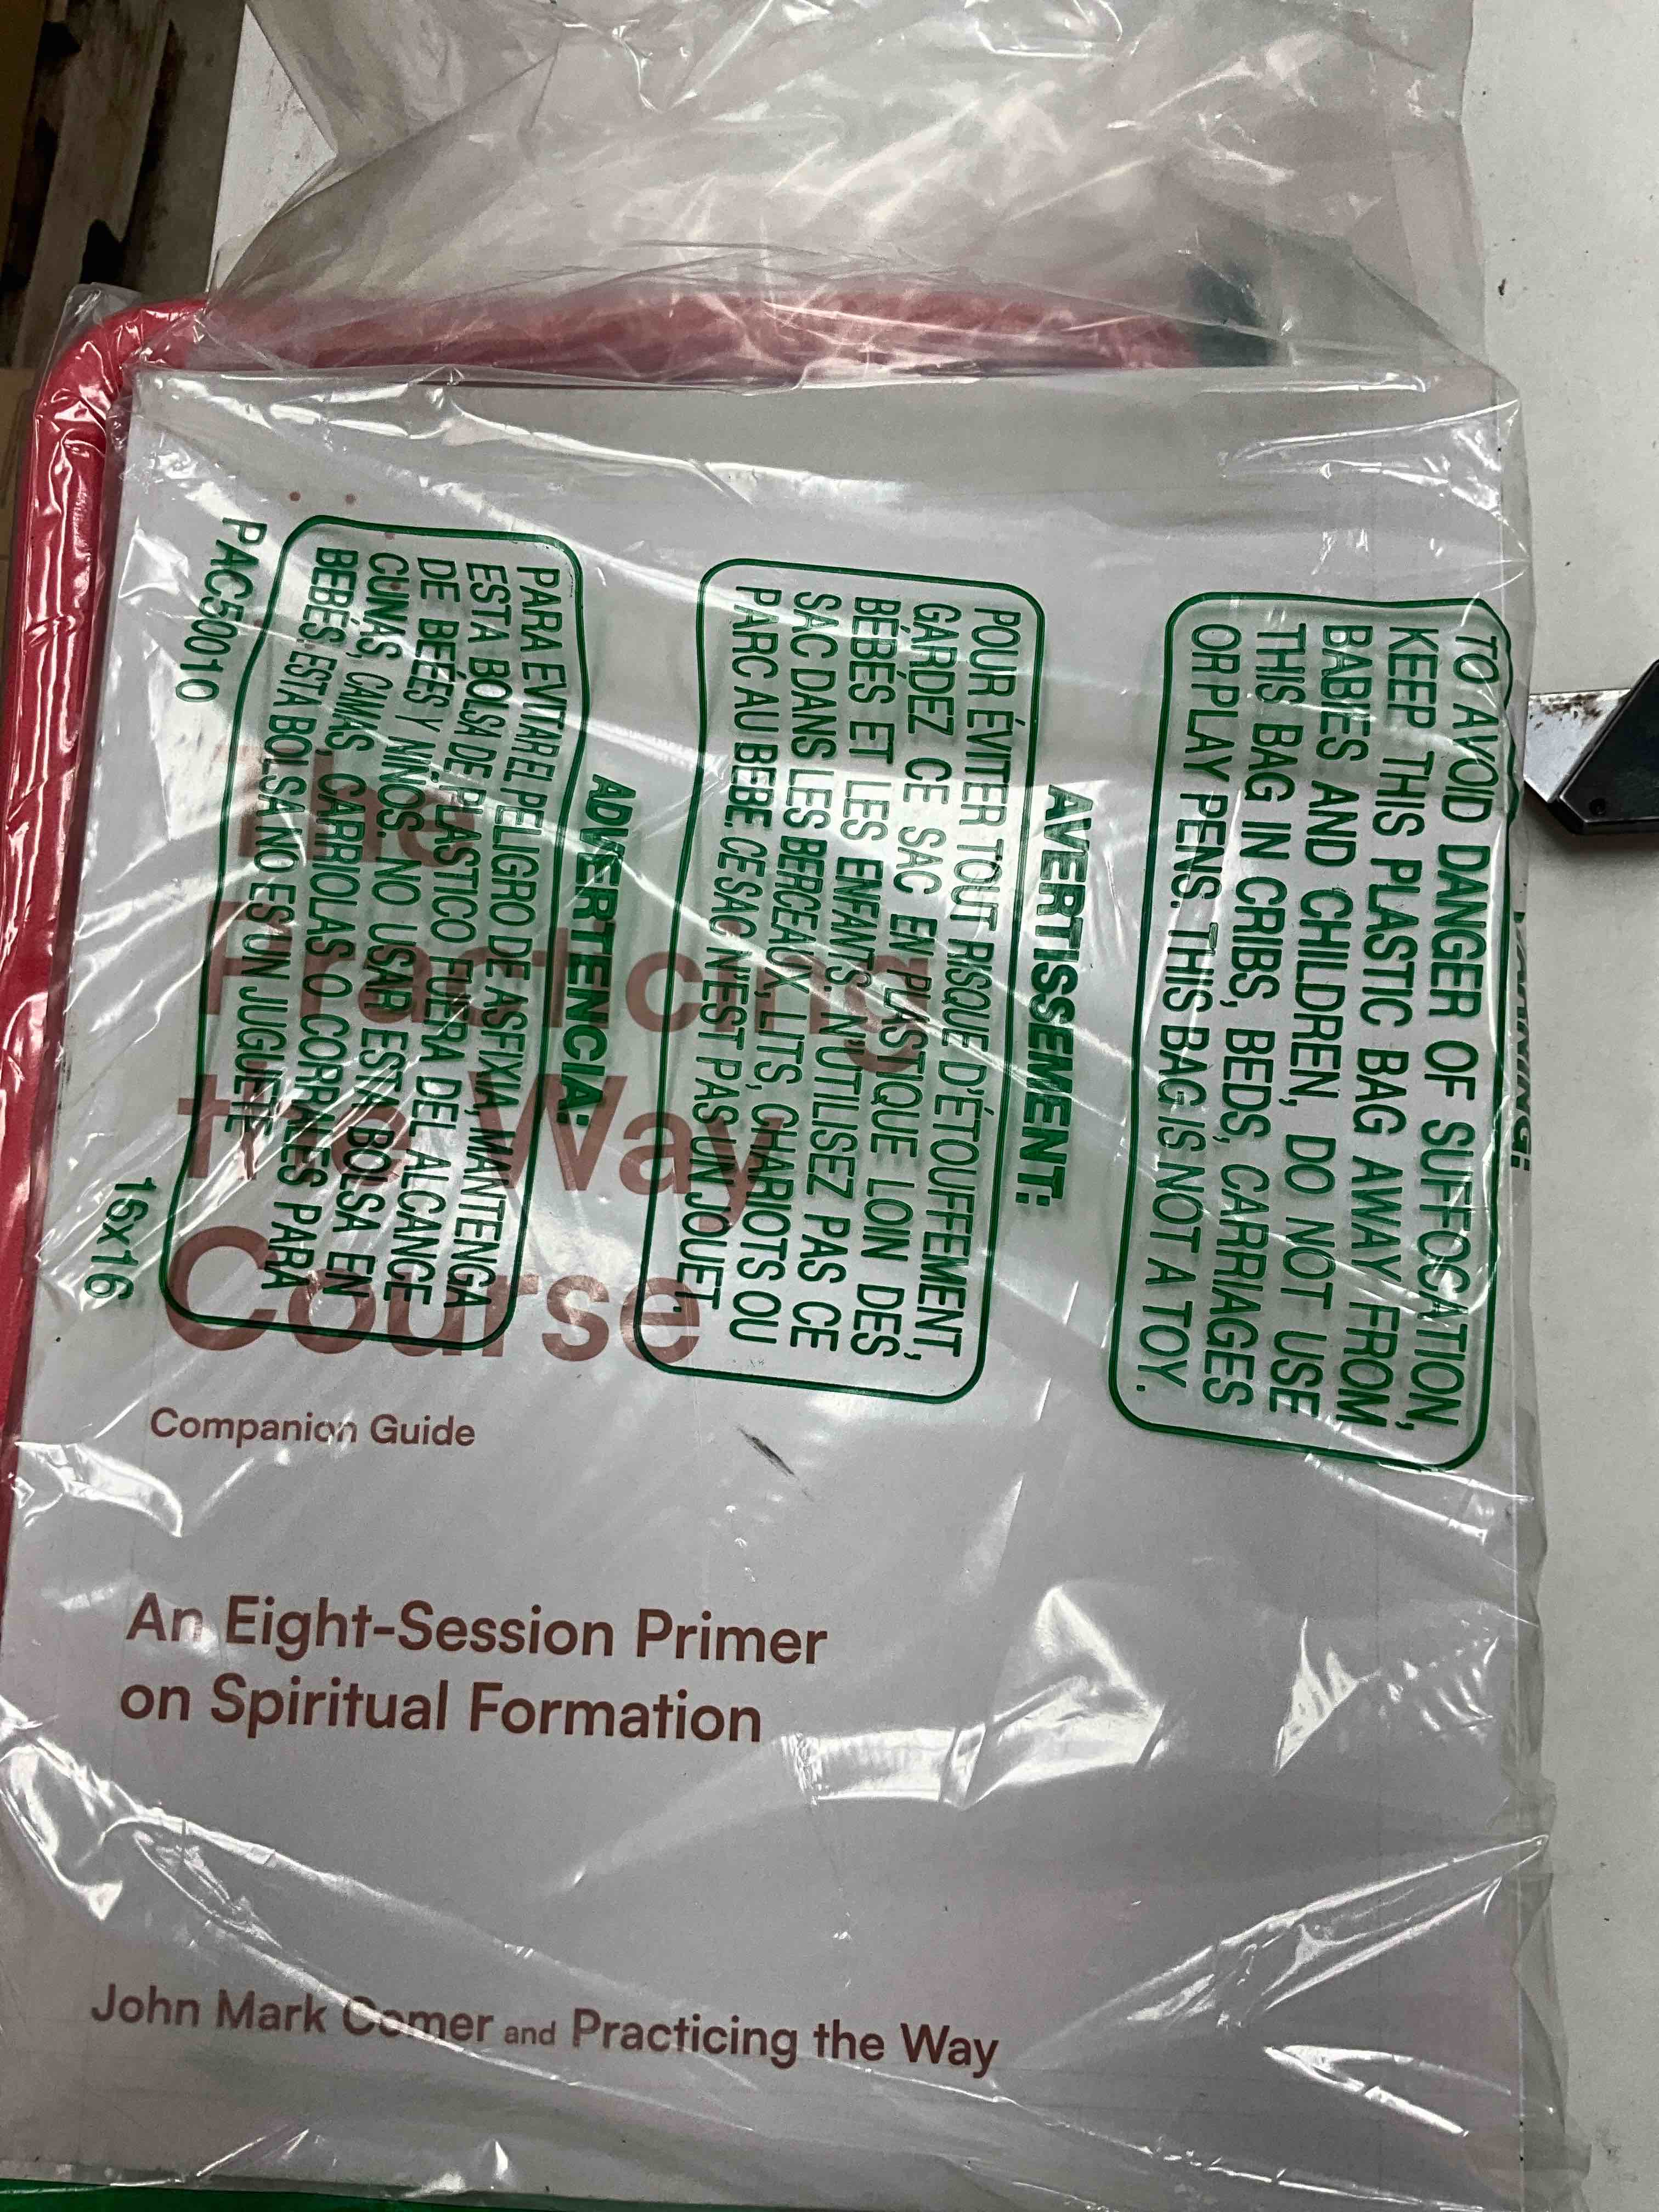 WARNING:
TO AVOID DANGER OF SUFFOCATION,
KEEP THIS PLASTIC BAG AWAY FROM
BABIES AND CHILDREN, DO NOT USE
THIS BAG IN CRIBS, BEDS, CARRIAGES
OR PLAY PENS. THIS BAG IS NOT A TOY.
AVERTISSEMENT:
POUR ÉVITER TOUT RISQUE D'ÉTOUFFEMENT,
GARDEZ CE SAC EN PLASTIQUE LOIN DES
BÉBÉS ET LES ENFANTS. N'UTILISEZ PAS CE
SAC DANS LES BERCEAUX, LITS, CHARIOTS OU
PARC AU BEBE CE SAC N'EST PAS UN JOUET.
ADVERTENCIA:
PARA EVITAREL PELIGRO DE ASFIXIA, MANTENGA
ESTA BOLSA DE PLASTICO FUERA DEL ALCANCE
DE BEÉES Y NIÑOS. NO USAR ESTA BOLSA EN
CUNAS, CAMAS, CARRIOLAS O CORRALES PARA
BEBÉS. ESTA BOLSA NO ES UN JUGUETE
PAC50010
16x16
The
Practicing
the Way
Course
Companion Guide
An Eight-Session Primer
on Spiritual Formation
John Mark Comer and Practicing the Way